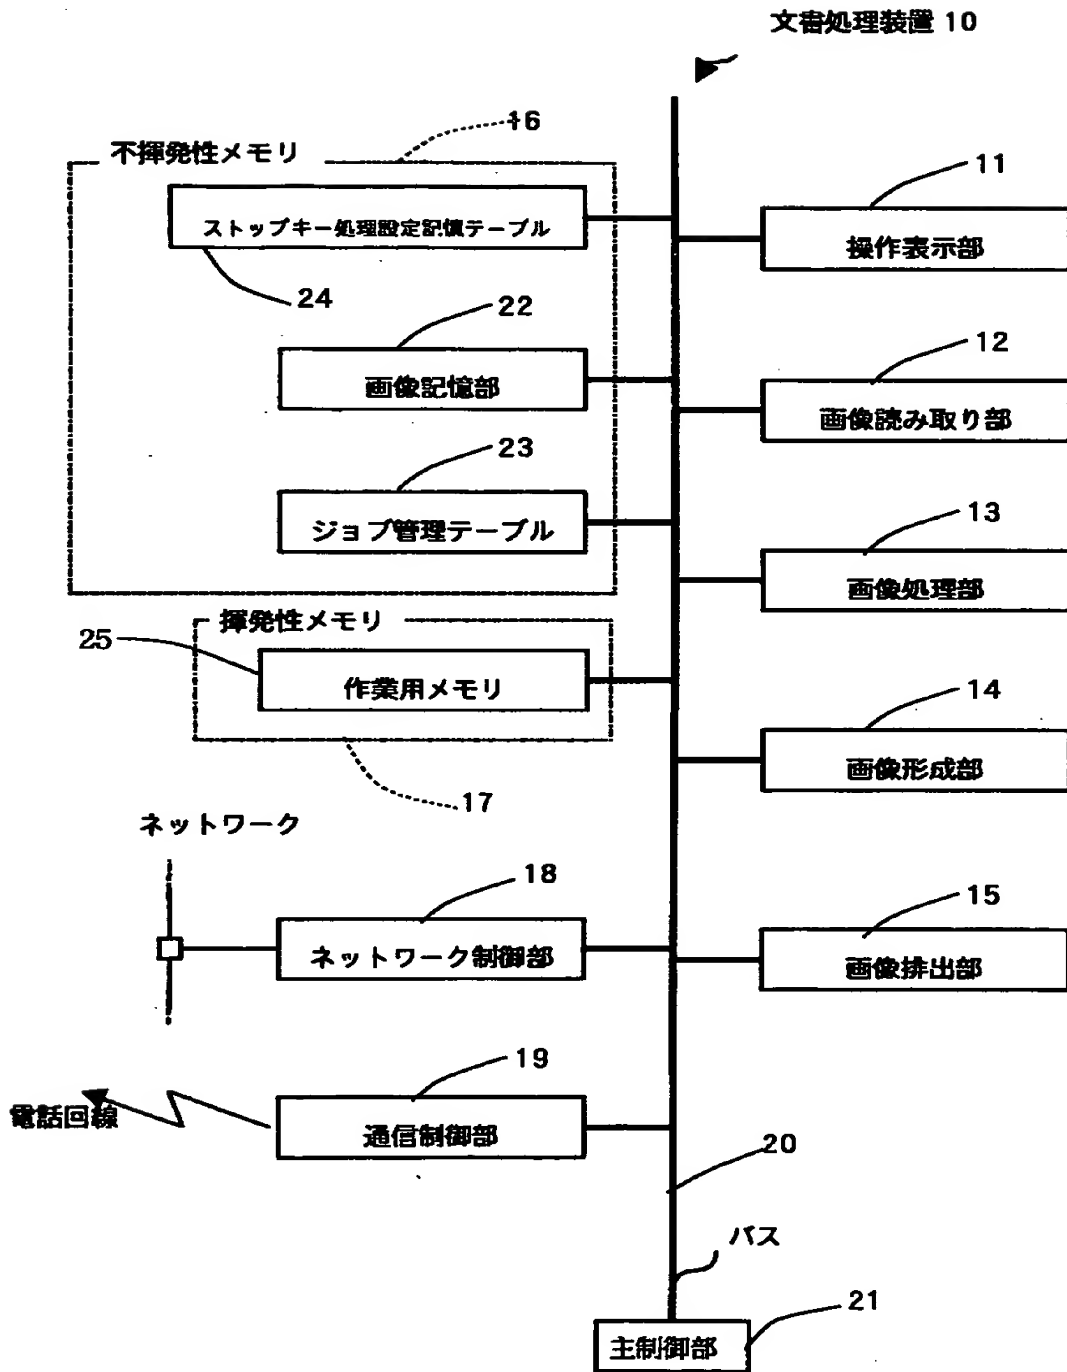 文書処理装置 10
16
不揮発性メモリ
11
ストップキー処理設定記憶テーブル
操作表示部
24
22
12
画像記憶部
画像読み取り部
23
13
ジョブ管理テーブル
画像処理部
揮発性メモリ
25
作業用メモリ
14
画像形成部
17
ネットワーク
18
15
ネットワーク制御部
画像排出部
19
電話回線
通信制御部
20
バス
21
主制御部